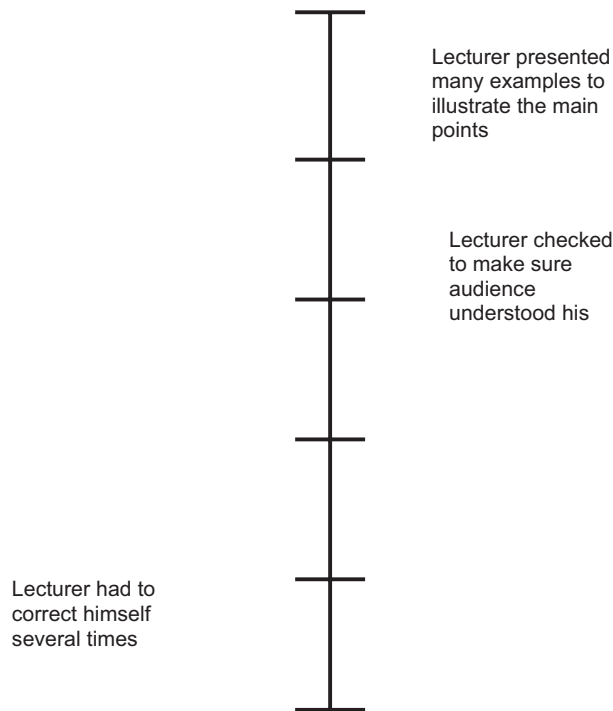 Lecturer presented
many examples to
illustrate the main
points
Lecturer checked
to make sure
audience
understood his
Lecturer had to
correct himself
several times